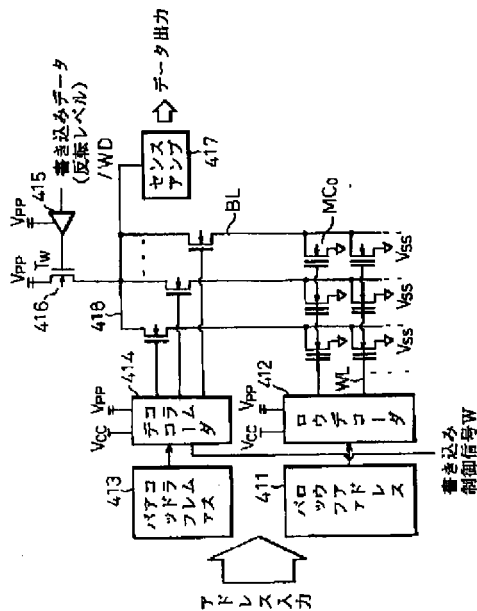 書き込みデータ
(反転レベル)
/WD
VPP
415
VPP
TW
416
418
センス
アンプ
417
データ出力
BL
MC0
VSS
VSS
VSS
WL
414
VCC
VPP
コラム
デコーダ
412
VCC
VPP
ロウデコーダ
413
コラム
アドレス
バッファ
411
ロウ
アドレス
バッファ
書き込み
制御信号W
アドレス入力